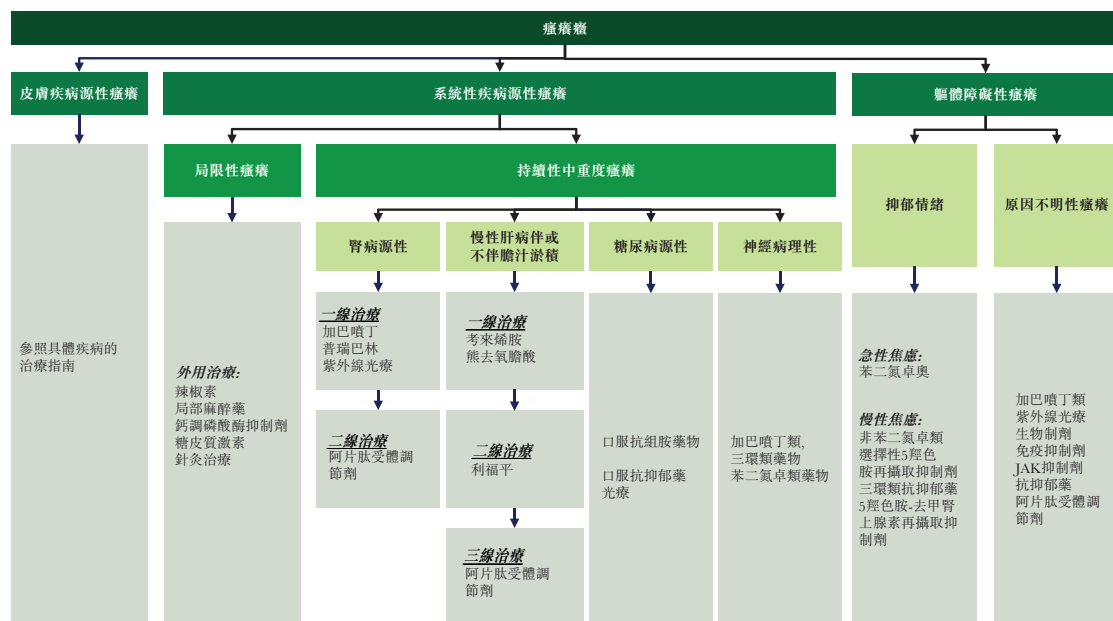 瘙癢癥
皮膚疾病源性瘙癢
系統性疾病源性瘙癢
軀體障礙性瘙癢
局限性瘙癢
持續性中重度瘙癢
抑郁情緒
原因不明性瘙癢
腎病源性
慢性肝病伴或
不伴膽汁淤積
糖尿病源性
神經病理性
參照具體疾病的
治療指南
外用治療:
辣椒素
局部麻醉藥
鈣調磷酸酶抑制劑
糖皮質激素
針灸治療
一線治療
加巴噴丁
普瑞巴林
紫外線光療
二線治療
阿片肽受體調
節劑
一線治療
考來烯胺
熊去氧膽酸
二線治療
利福平
三線治療
阿片肽受體調
節劑
口服抗組胺藥物
口服抗抑郁藥
光療
加巴噴丁類,
三環類藥物
苯二氮卓類藥物
急性焦慮:
苯二氮卓奧
慢性焦慮:
非苯二氮卓類
選擇性5羥色
胺再攝取抑制劑
三環類抗抑郁藥
5羥色胺-去甲腎
上腺素再攝取抑
制劑
加巴噴丁類
紫外線光療
生物制劑
免疫抑制劑
JAK抑制劑
抗抑郁藥
阿片肽受體調
節劑